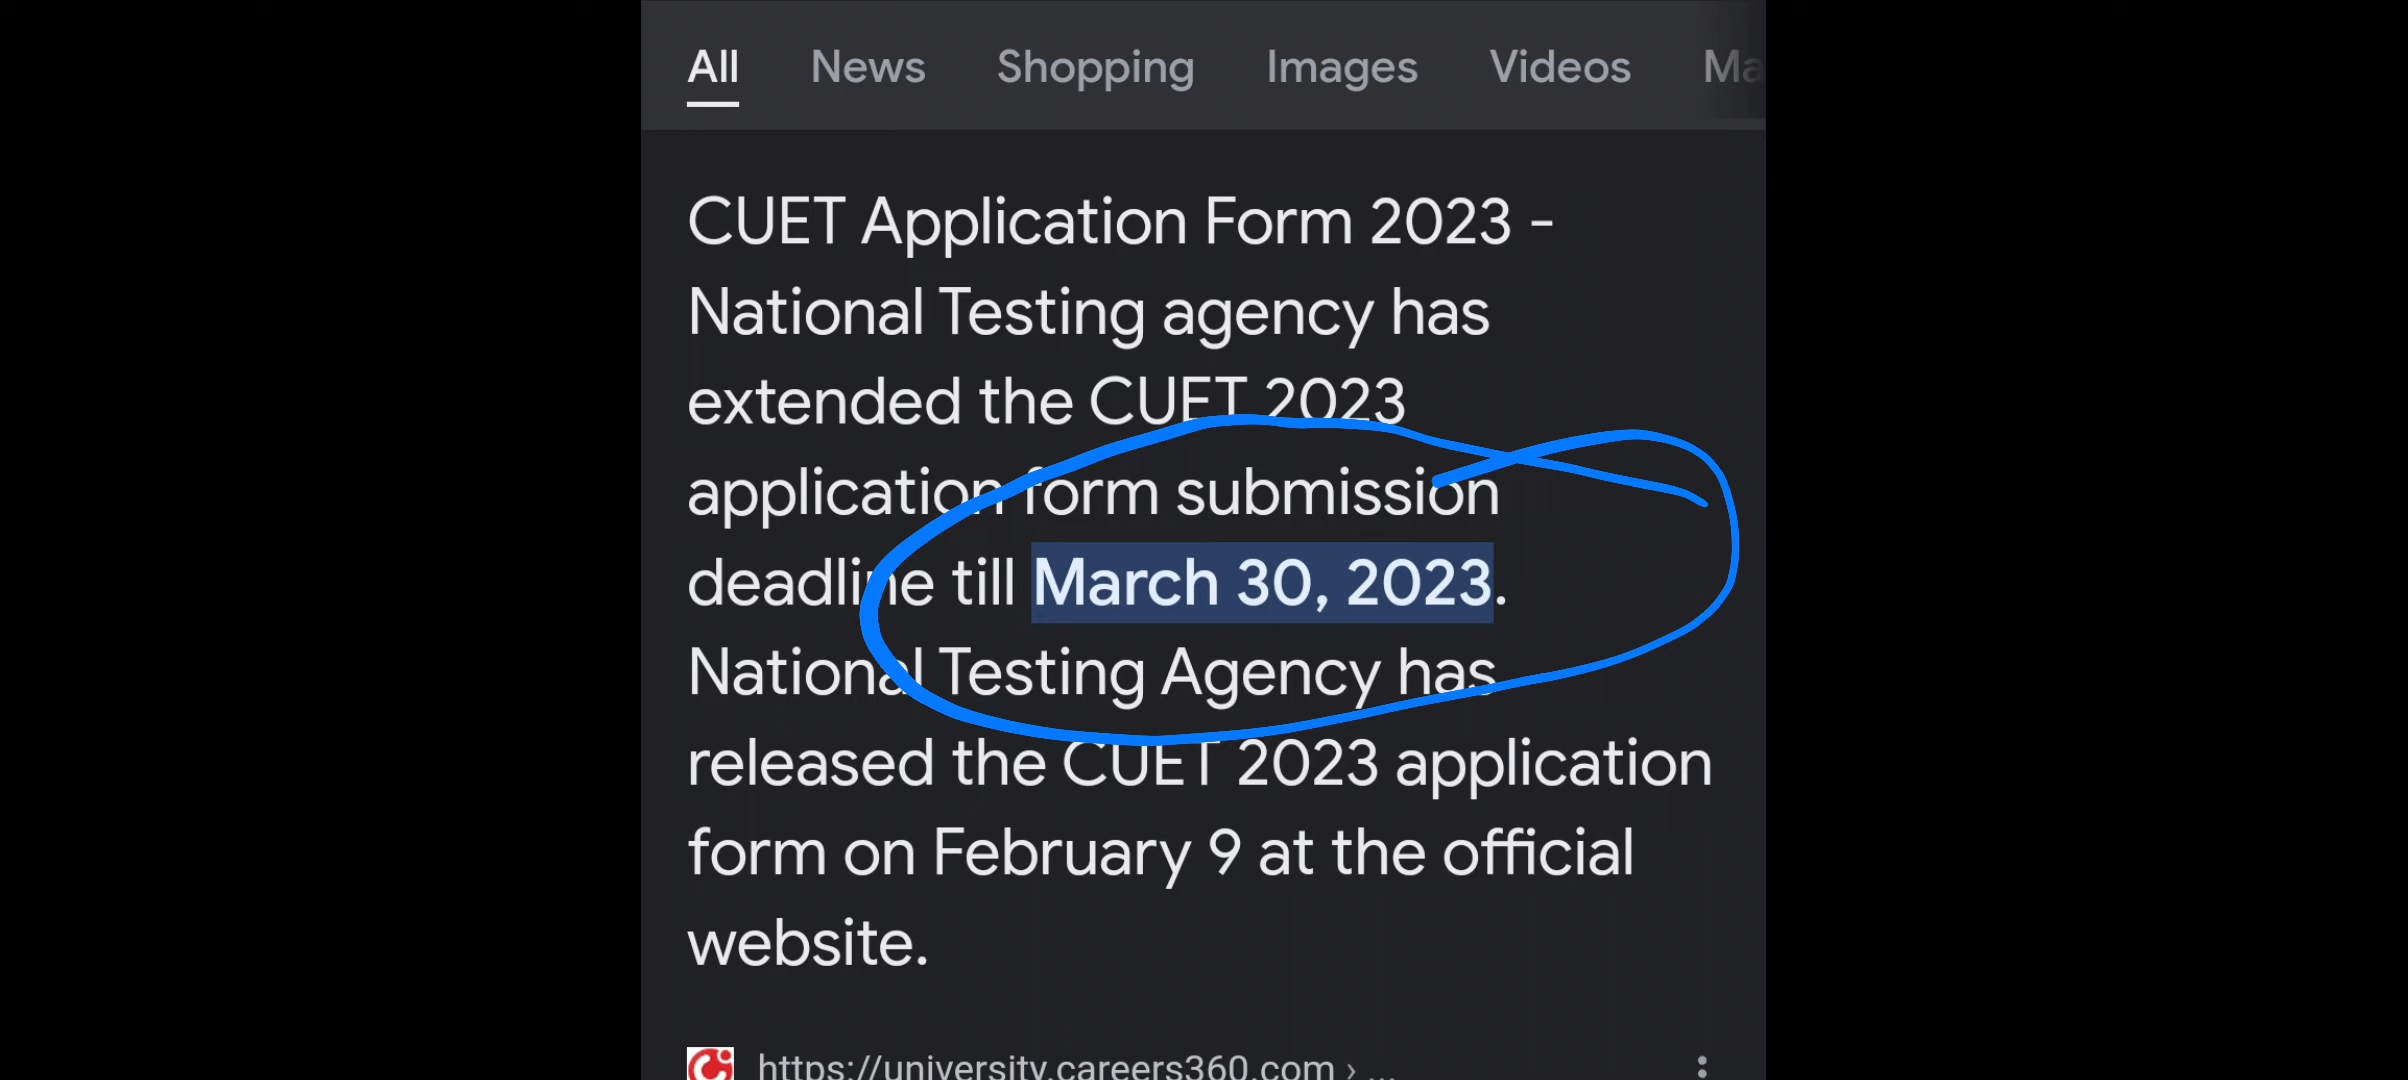 All News Shopping Images Videos Ma
CUET Application Form 2023 -
National Testing agency has
extended the CUET 2023
application form submission
deadline till March 30, 2023.
National Testing Agency has
released the CUET 2023 application
form on February 9 at the official
website.
https://university.careers360.com › ...